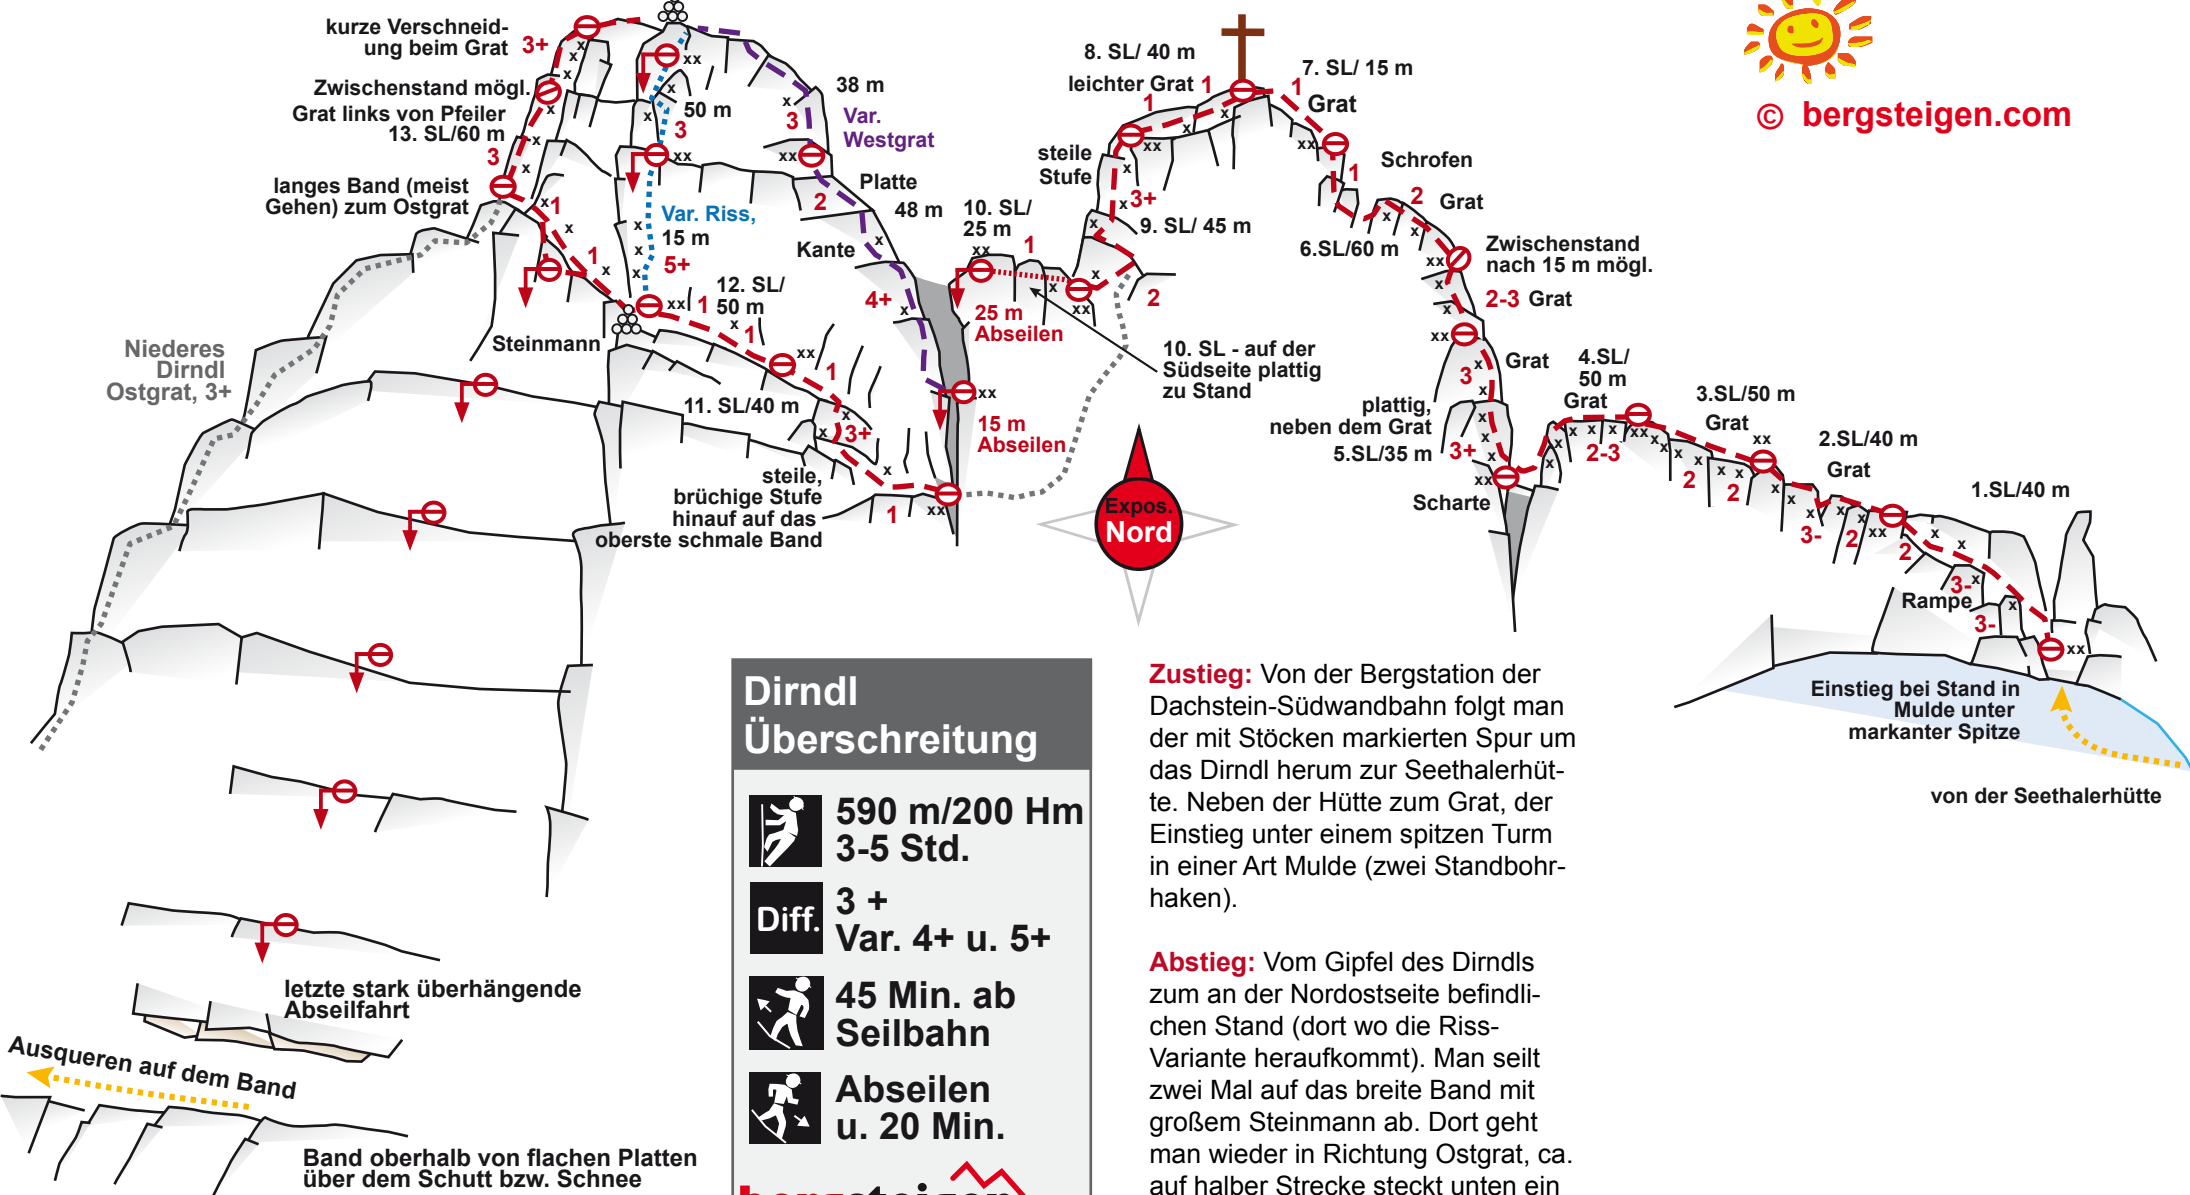 kurze Verschneid-
ung beim Grat
3+
Zwischenstand mögl.
Grat links von Pfeiler
13. SL/60 m
3
langes Band (meist
Gehen) zum Ostgrat
Niederes
Dirndl
Ostgrat, 3+
50 m
3
38 m
3
Var.
Westgrat
Platte
48 m
2
Kante
4+
Var. Riss,
15 m
5+
1
1
12. SL/
50 m
1
1
Steinmann
1
11. SL/40 m
3+
steile,
brüchige Stufe
hinauf auf das
oberste schmale Band
1
10. SL/
25 m
1
25 m
Abseilen
15 m
Abseilen
8. SL/ 40 m
leichter Grat
1
1
steile
Stufe
3+
9. SL/ 45 m
2
10. SL - auf der
Südseite plattig
zu Stand
7. SL/ 15 m
1
Grat
1
Schrofen
2
Grat
6.SL/60 m
Zwischenstand
nach 15 m mögl.
2-3 Grat
Grat
3
plattig,
neben dem Grat
5.SL/35 m
3+
Scharte
4.SL/
50 m
Grat
2-3
3.SL/50 m
Grat
2
2
2.SL/40 m
Grat
3-
2
1.SL/40 m
2
3-
Rampe
3-
Einstieg bei Stand in
Mulde unter
markanter Spitze
von der Seethalerhütte
© bergsteigen.com
Expos.
Nord
letzte stark überhängende
Abseilfahrt
Ausqueren auf dem Band
Band oberhalb von flachen Platten
über dem Schutt bzw. Schnee
Dirndl
Überschreitung
590 m/200 Hm
3-5 Std.
Diff.
3 +
Var. 4+ u. 5+
45 Min. ab
Seilbahn
Abseilen
u. 20 Min.
bergsteigen
Zustieg: Von der Bergstation der
Dachstein-Südwandbahn folgt man
der mit Stöcken markierten Spur um
das Dirndl herum zur Seethalerhüt-
te. Neben der Hütte zum Grat, der
Einstieg unter einem spitzen Turm
in einer Art Mulde (zwei Standbohr-
haken).
Abstieg: Vom Gipfel des Dirndls
zum an der Nordostseite befindli-
chen Stand (dort wo die Riss-
Variante heraufkommt). Man seilt
zwei Mal auf das breite Band mit
großem Steinmann ab. Dort geht
man wieder in Richtung Ostgrat, ca.
auf halber Strecke steckt unten ein